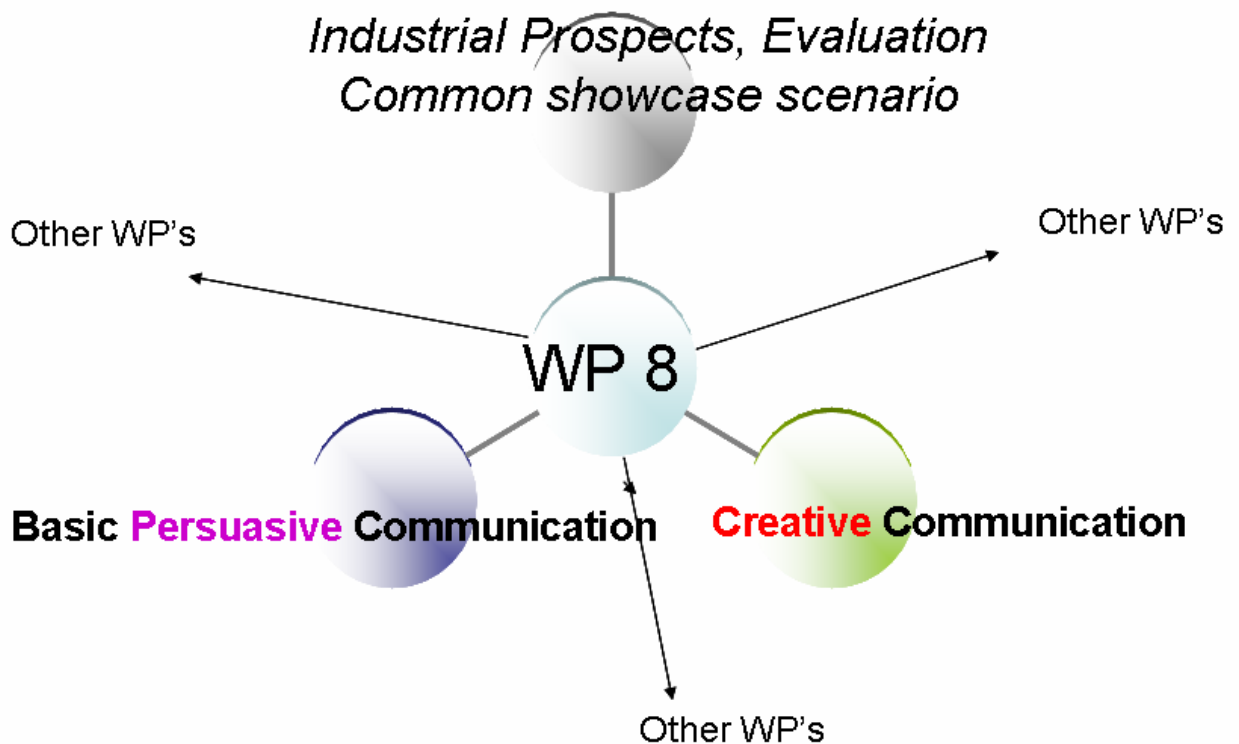 Industrial Prospects, Evaluation
Common showcase scenario
Other WP's
Other WP's
WP 8
Basic Persuasive Communication
Creative Communication
Other WP's